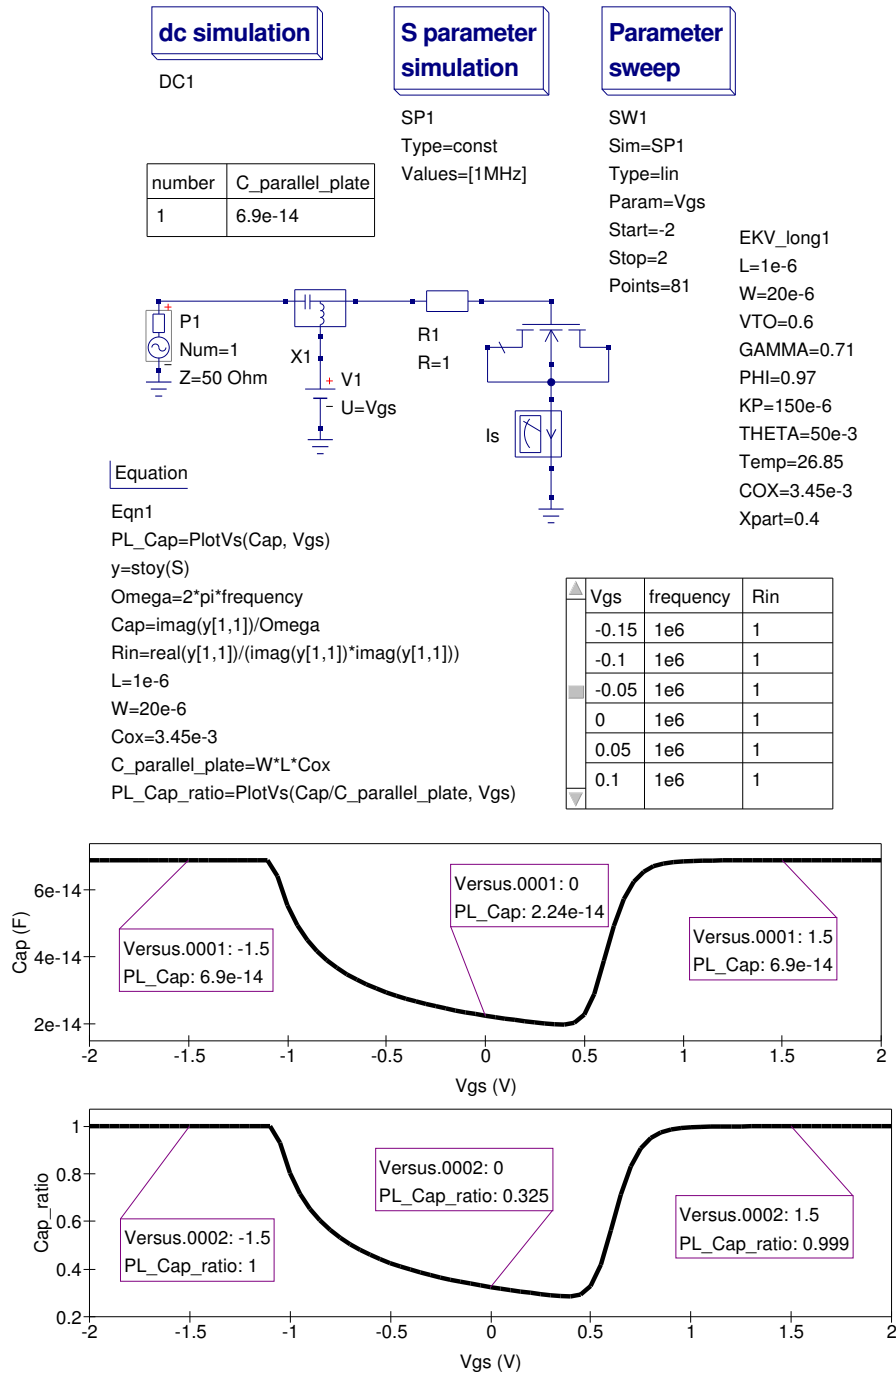 dc simulation
DC1
S parameter
simulation
SP1
Type=const
Values=[1MHz]
Parameter
sweep
SW1
Sim=SP1
Type=lin
Param=Vgs
Start=-2
Stop=2
Points=81
number C_parallel_plate
1 6.9e-14
EKV_long1
L=1e-6
W=20e-6
VTO=0.6
GAMMA=0.71
PHI=0.97
KP=150e-6
THETA=50e-3
Temp=26.85
COX=3.45e-3
Xpart=0.4
P1
Num=1
Z=50 Ohm
X1
V1
U=Vgs
R1
R=1
Is
Equation
Eqn1
PL_Cap=PlotVs(Cap, Vgs)
y=stoy(S)
Omega=2*pi*frequency
Cap=imag(y[1,1])/Omega
Rin=real(y[1,1])/(imag(y[1,1])*imag(y[1,1]))
L=1e-6
W=20e-6
Cox=3.45e-3
C_parallel_plate=W*L*Cox
PL_Cap_ratio=PlotVs(Cap/C_parallel_plate, Vgs)
Vgs frequency Rin
-0.15 1e6 1
-0.1 1e6 1
-0.05 1e6 1
0 1e6 1
0.05 1e6 1
0.1 1e6 1
Cap (F)
6e-14
4e-14
2e-14
Versus.0001: -1.5
PL_Cap: 6.9e-14
Versus.0001: 0
PL_Cap: 2.24e-14
Versus.0001: 1.5
PL_Cap: 6.9e-14
-2 -1.5 -1 -0.5 0 0.5 1 1.5 2
Vgs (V)
Cap_ratio
1
0.8
0.6
0.4
0.2
Versus.0002: -1.5
PL_Cap_ratio: 1
Versus.0002: 0
PL_Cap_ratio: 0.325
Versus.0002: 1.5
PL_Cap_ratio: 0.999
-2 -1.5 -1 -0.5 0 0.5 1 1.5 2
Vgs (V)